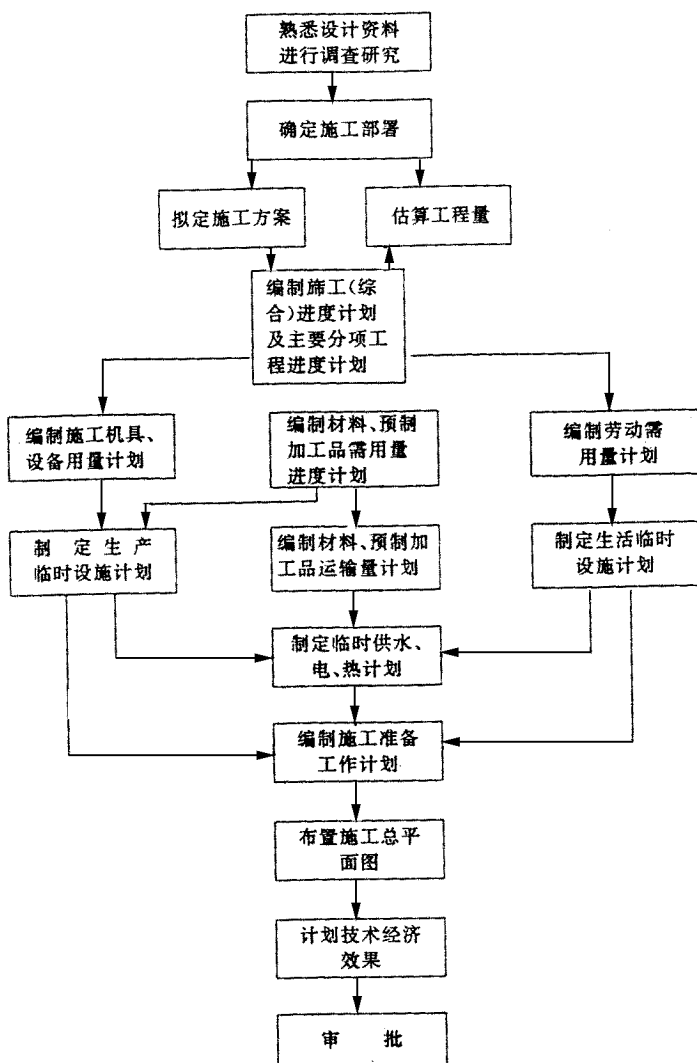 熟悉设计资料
进行调查研究
确定施工部署
拟定施工方案
估算工程量
编制施工(综
合)进度计划
及主要分项工
程进度计划
编制施工机具、
设备用量计划
编制材料、预制
加工品需用量
进度计划
编制劳动需
用量计划
制 定 生 产
临时设施计划
编制材料、预制加
工品运输量计划
制定生活临时
设施计划
制定临时供水、
电、热计划
编制施工准备
工作计划
布置施工总平
面图
计划技术经济
效果
审 批